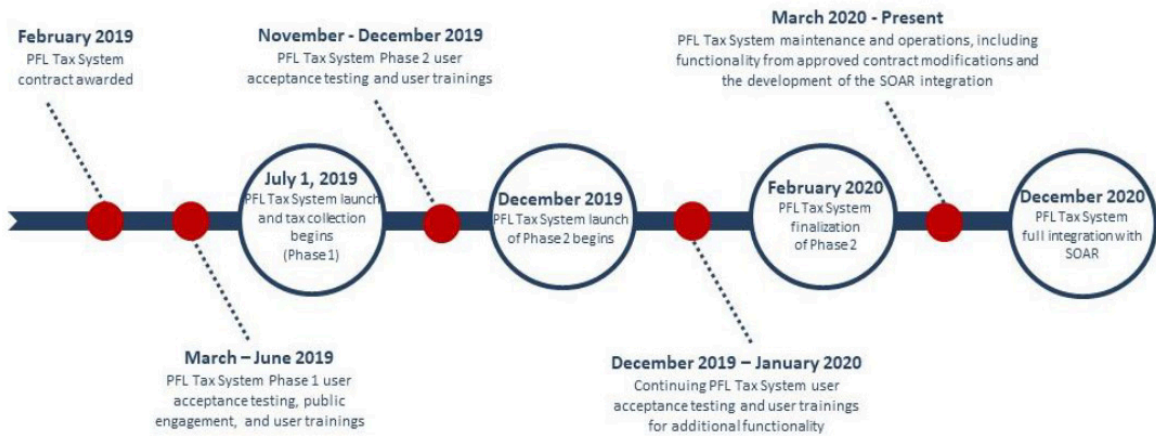 February 2019
PFL Tax System
contract awarded
March – June 2019
PFL Tax System Phase 1 user
acceptance testing, public
engagement, and user trainings
July 1, 2019
PFL Tax System launch
and tax collection
begins
(Phase 1)
November - December 2019
PFL Tax System Phase 2 user
acceptance testing and user trainings
December 2019
PFL Tax System launch
of Phase 2 begins
December 2019 – January 2020
Continuing PFL Tax System user
acceptance testing and user trainings
for additional functionality
February 2020
PFL Tax System
finalization
of Phase 2
March 2020 - Present
PFL Tax System maintenance and operations, including
functionality from approved contract modifications and
the development of the SOAR integration
December 2020
PFL Tax System
full integration with
SOAR